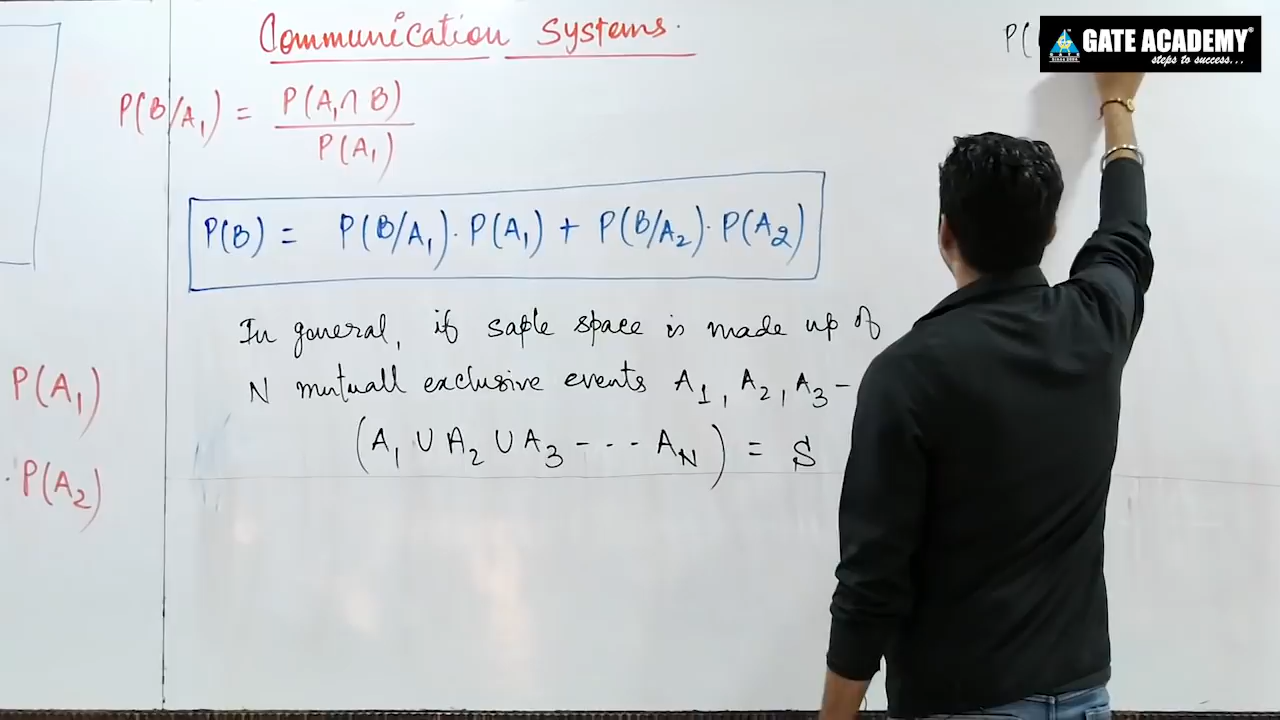 Communication Systems.
P(
GATE ACADEMY®
steps to success...
P(B/A₁) = P(A₁∩B)
P(A₁)
P(B) = P(B/A₁)·P(A₁) + P(B/A₂)·P(A₂)
In general, if saple space is made up of
N mutuall exclusive events A₁, A₂, A₃ -
(A₁ ∪ A₂ ∪ A₃ - - - A_N) = S
P(A₁)
·P(A₂)